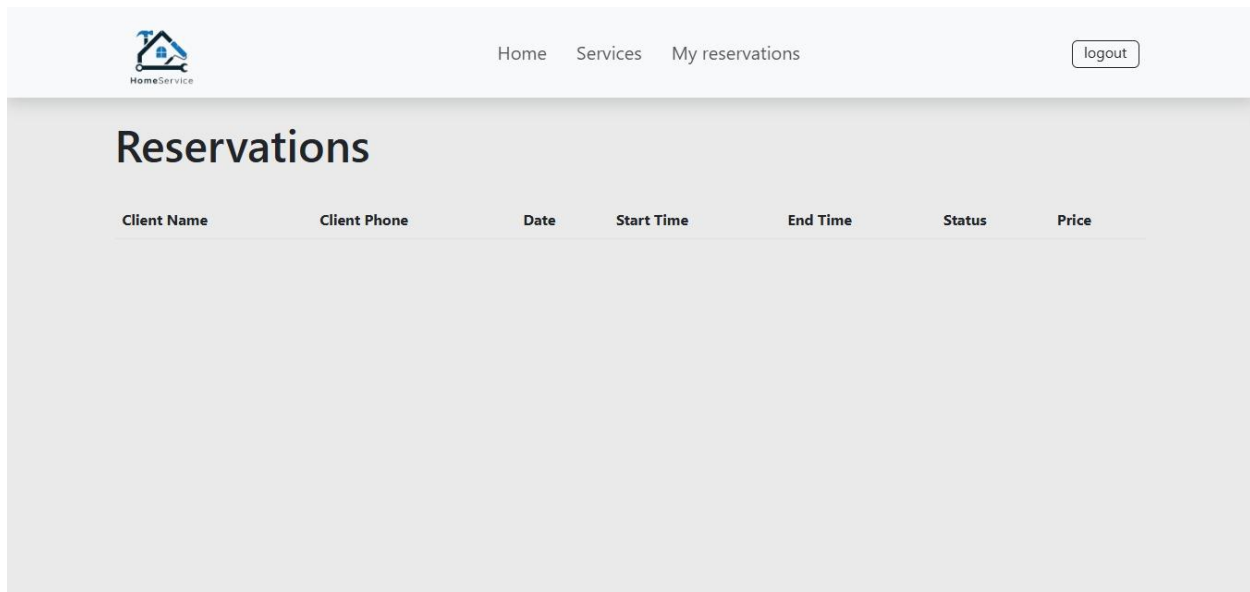 HomeService
Home Services My reservations
logout
Reservations
Client Name Client Phone Date Start Time End Time Status Price